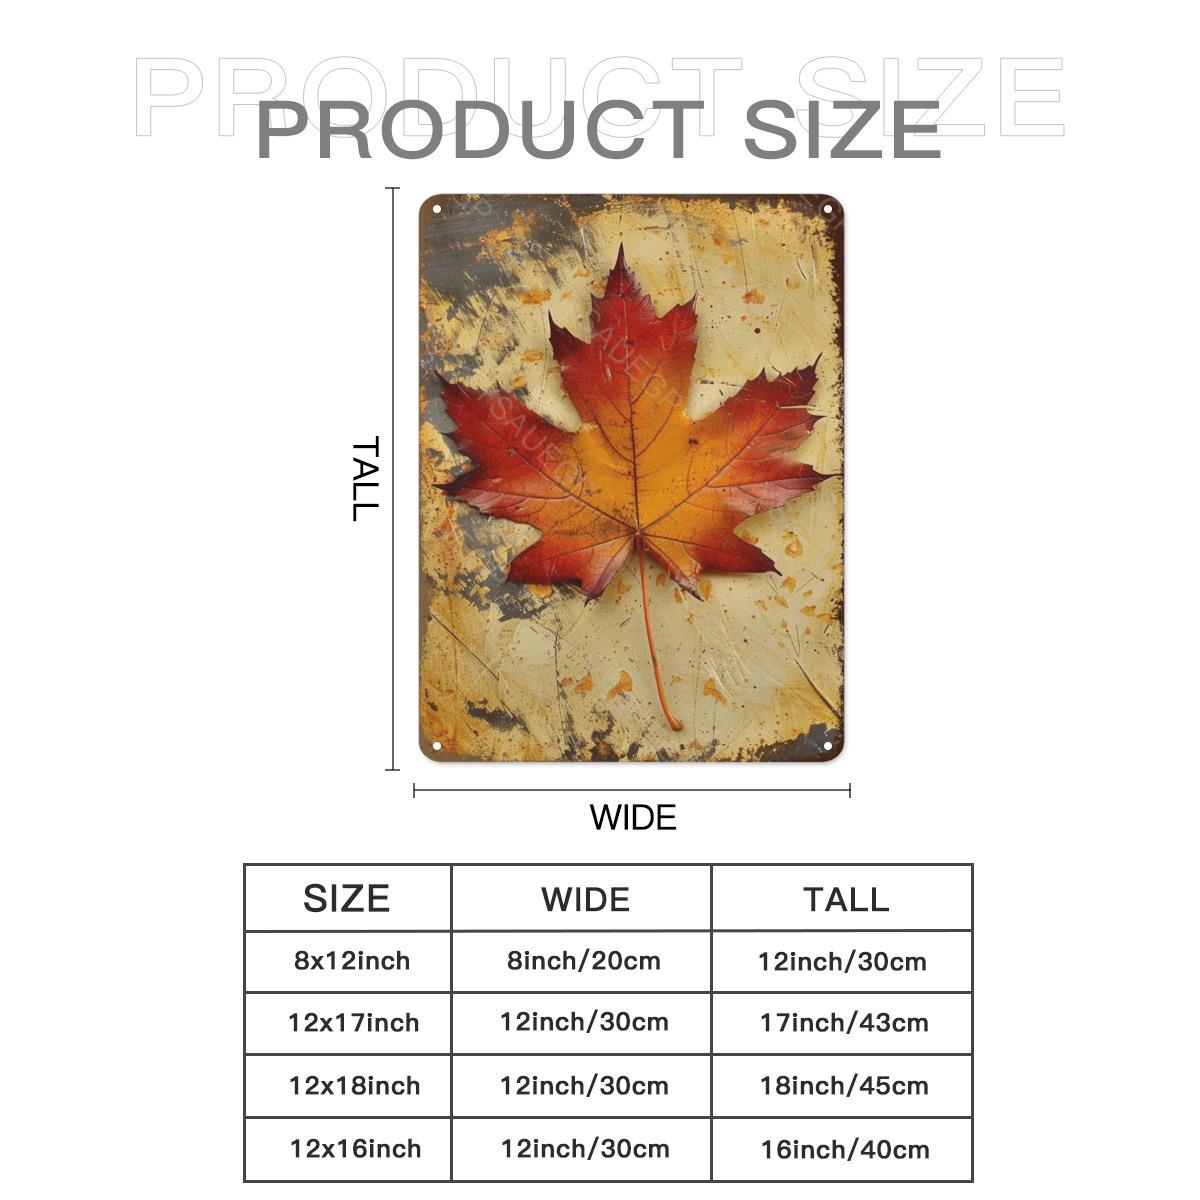 PRODUCT SIZE
PRODUCT SIZE
TALL
WIDE
SIZE WIDE TALL
8x12inch 8inch/20cm 12inch/30cm
12x17inch 12inch/30cm 17inch/43cm
12x18inch 12inch/30cm 18inch/45cm
12x16inch 12inch/30cm 16inch/40cm